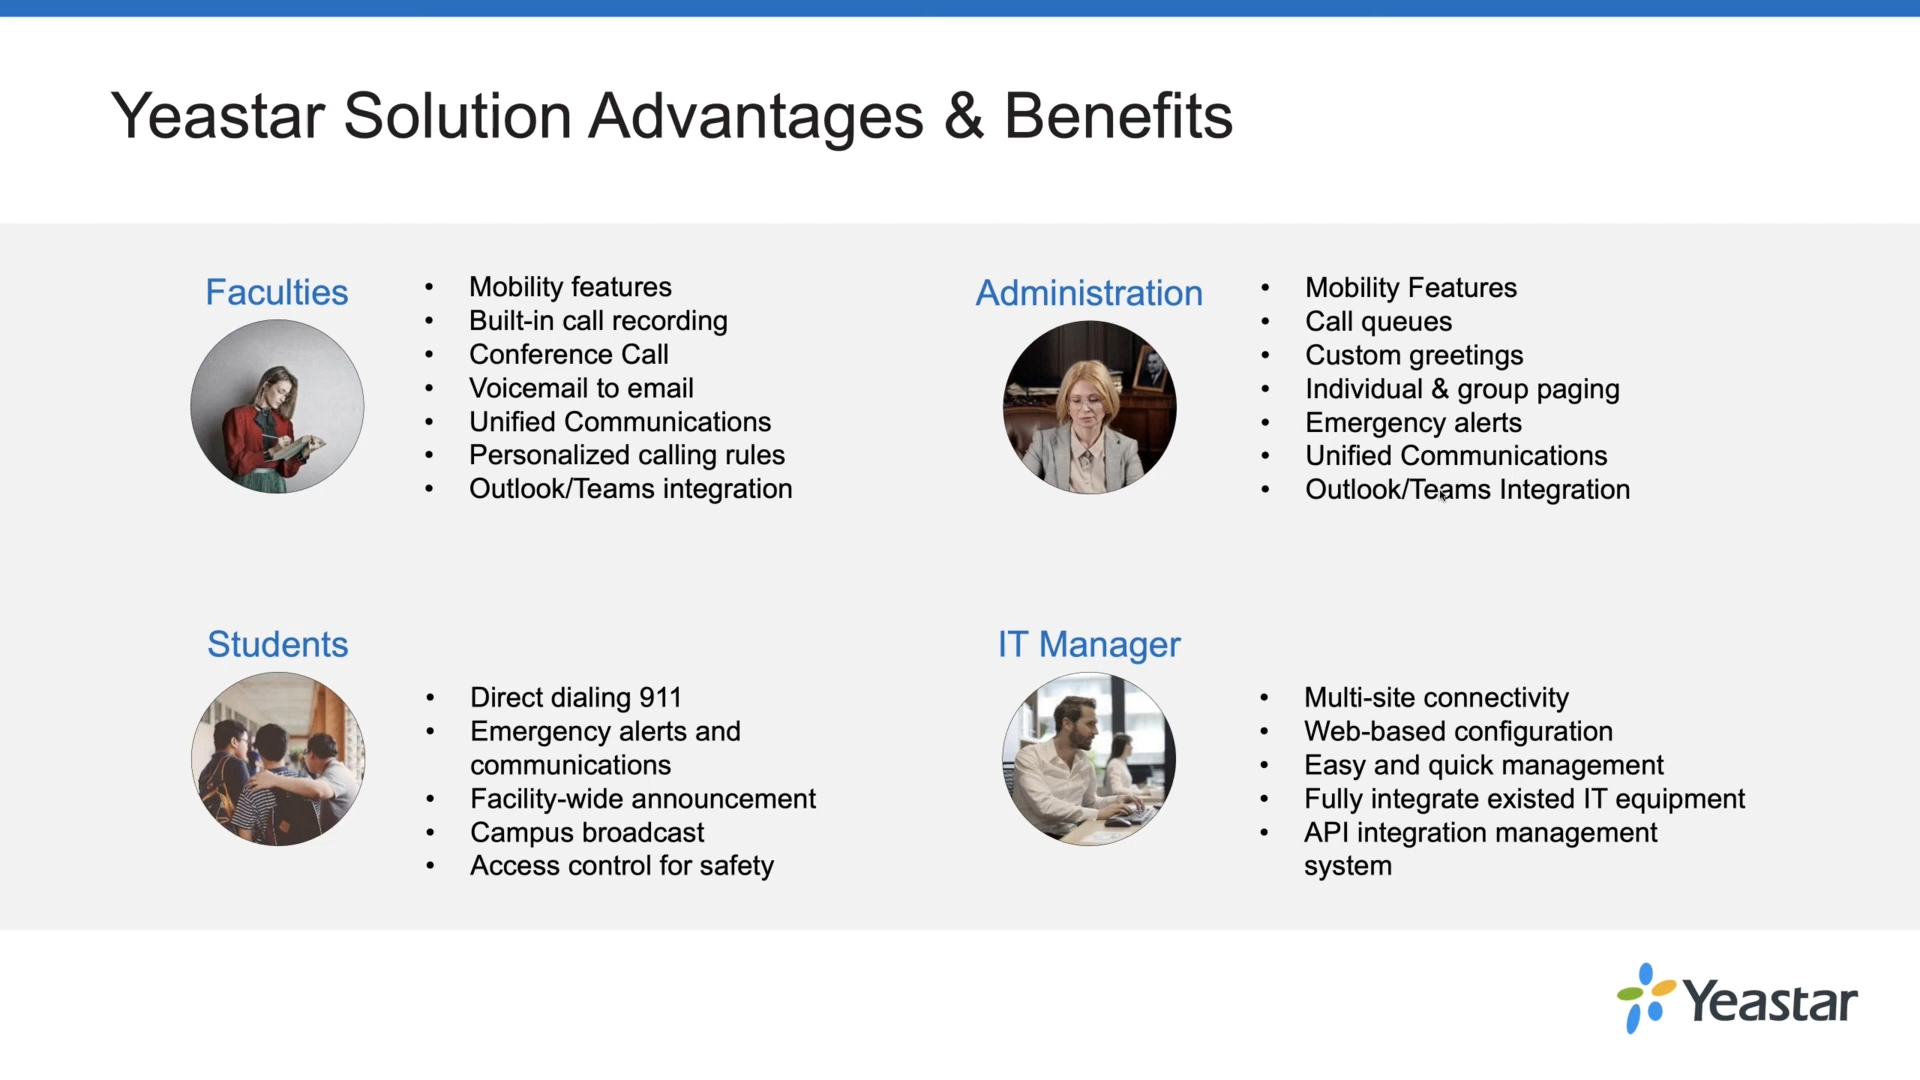 Yeastar Solution Advantages & Benefits
Faculties
• Mobility features
• Built-in call recording
• Conference Call
• Voicemail to email
• Unified Communications
• Personalized calling rules
• Outlook/Teams integration
Administration
• Mobility Features
• Call queues
• Custom greetings
• Individual & group paging
• Emergency alerts
• Unified Communications
• Outlook/Teams Integration
Students
• Direct dialing 911
• Emergency alerts and
communications
• Facility-wide announcement
• Campus broadcast
• Access control for safety
IT Manager
• Multi-site connectivity
• Web-based configuration
• Easy and quick management
• Fully integrate existed IT equipment
• API integration management
system
Yeastar